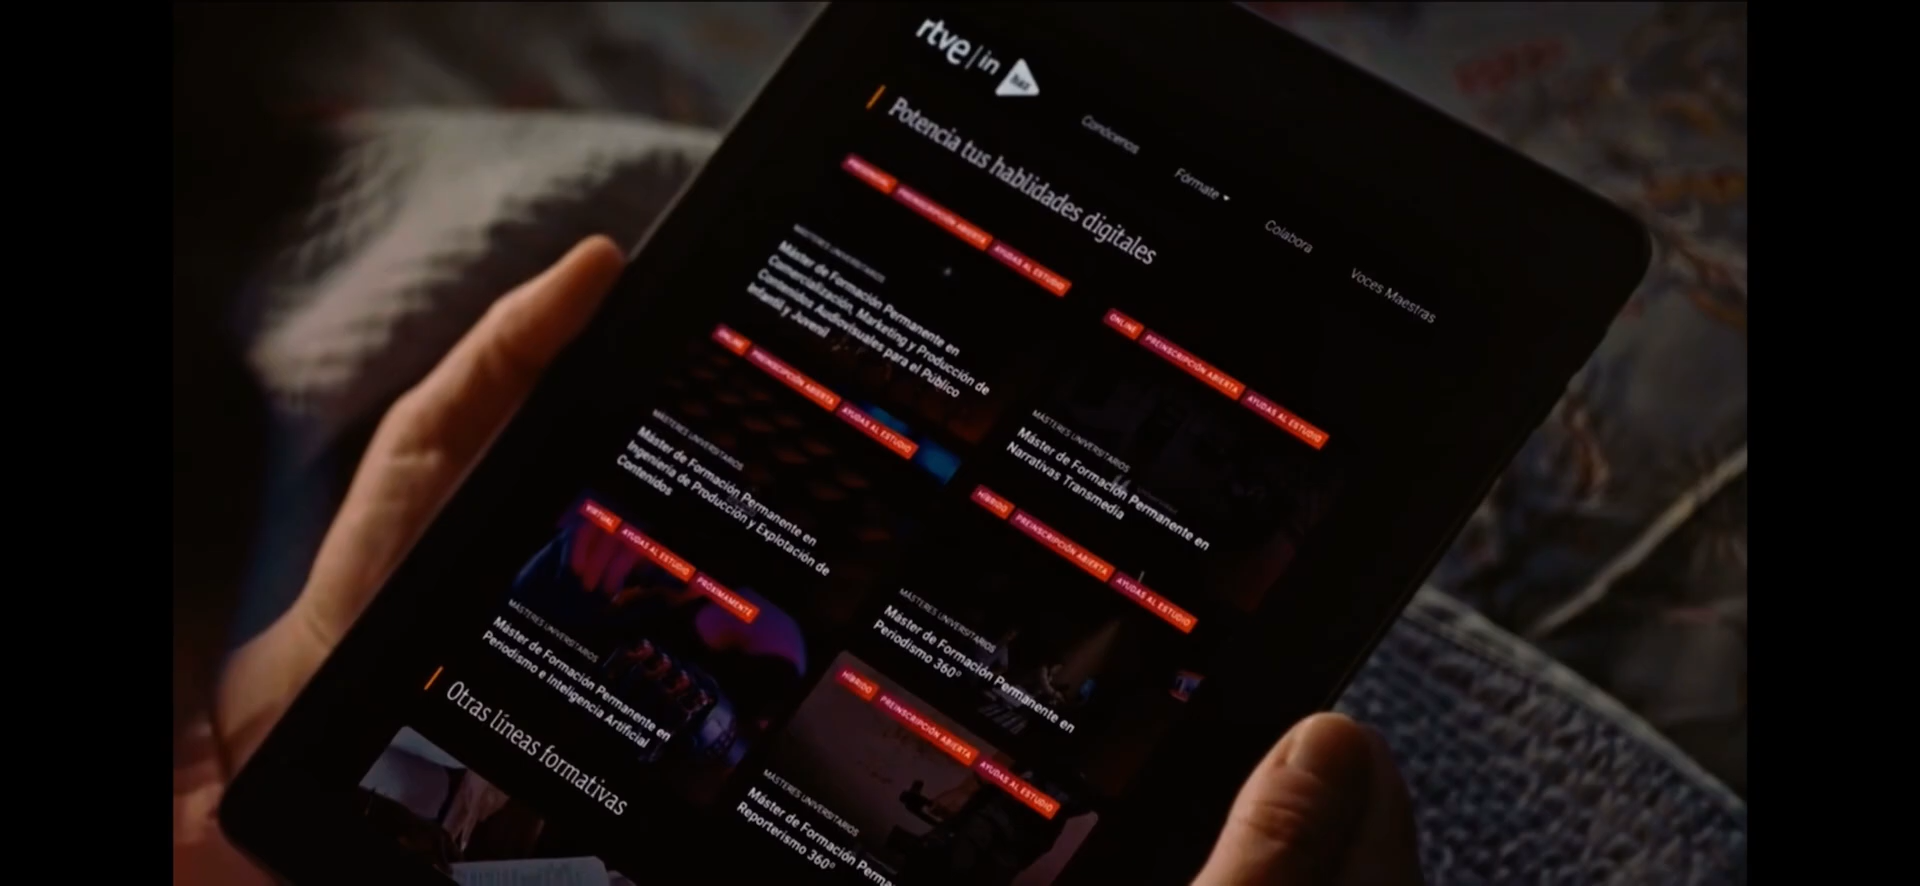 rtve | in
Conócenos
Fórmate
Colabora
Voces Maestras
Potencia tus hablidades digitales
PRESENCIAL PREINSCRIPCIÓN ABIERTA AYUDAS AL ESTUDIO
MÁSTERES UNIVERSITARIOS
Máster de Formación Permanente en
Comercialización, Marketing y Producción de
Contenidos Audiovisuales para el Público
Infantil y Juvenil
ONLINE PREINSCRIPCIÓN ABIERTA AYUDAS AL ESTUDIO
MÁSTERES UNIVERSITARIOS
Máster de Formación Permanente en
Narrativas Transmedia
ONLINE PREINSCRIPCIÓN ABIERTA AYUDAS AL ESTUDIO
MÁSTERES UNIVERSITARIOS
Máster de Formación Permanente en
Ingeniería de Producción y Explotación de
Contenidos
HÍBRIDO PREINSCRIPCIÓN ABIERTA AYUDAS AL ESTUDIO
MÁSTERES UNIVERSITARIOS
Máster de Formación Permanente en
Periodismo 360º
VIRTUAL AYUDAS AL ESTUDIO PRÓXIMAMENTE
MÁSTERES UNIVERSITARIOS
Máster de Formación Permanente en
Periodismo e Inteligencia Artificial
HÍBRIDO PREINSCRIPCIÓN ABIERTA AYUDAS AL ESTUDIO
MÁSTERES UNIVERSITARIOS
Máster de Formación Perma
Reporterismo 360º
Otras líneas formativas